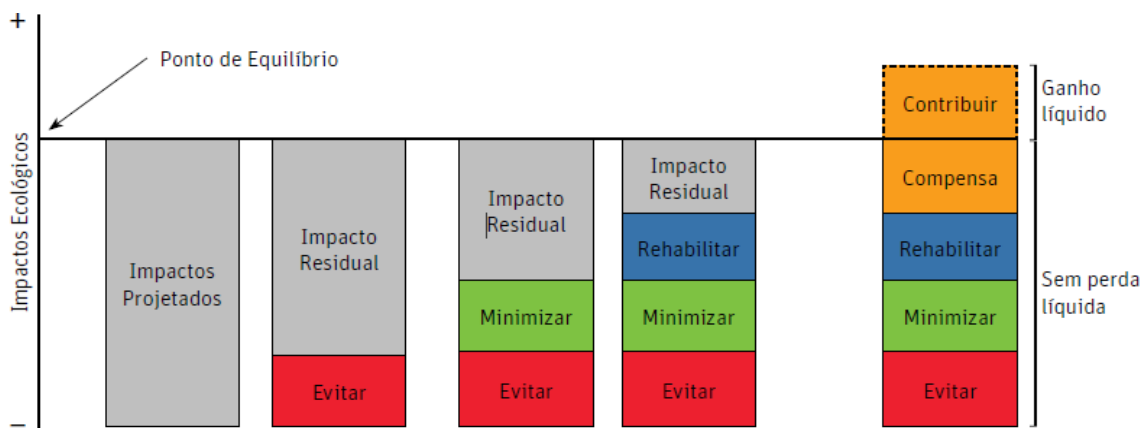 +
Ponto de Equilíbrio
Impactos Ecológicos
–
Impactos
Projetados
Impacto
Residual
Evitar
Impacto
Residual
Minimizar
Evitar
Impacto
Residual
Rehabilitar
Minimizar
Evitar
Contribuir
Compensa
Rehabilitar
Minimizar
Evitar
Ganho
líquido
Sem perda
líquida